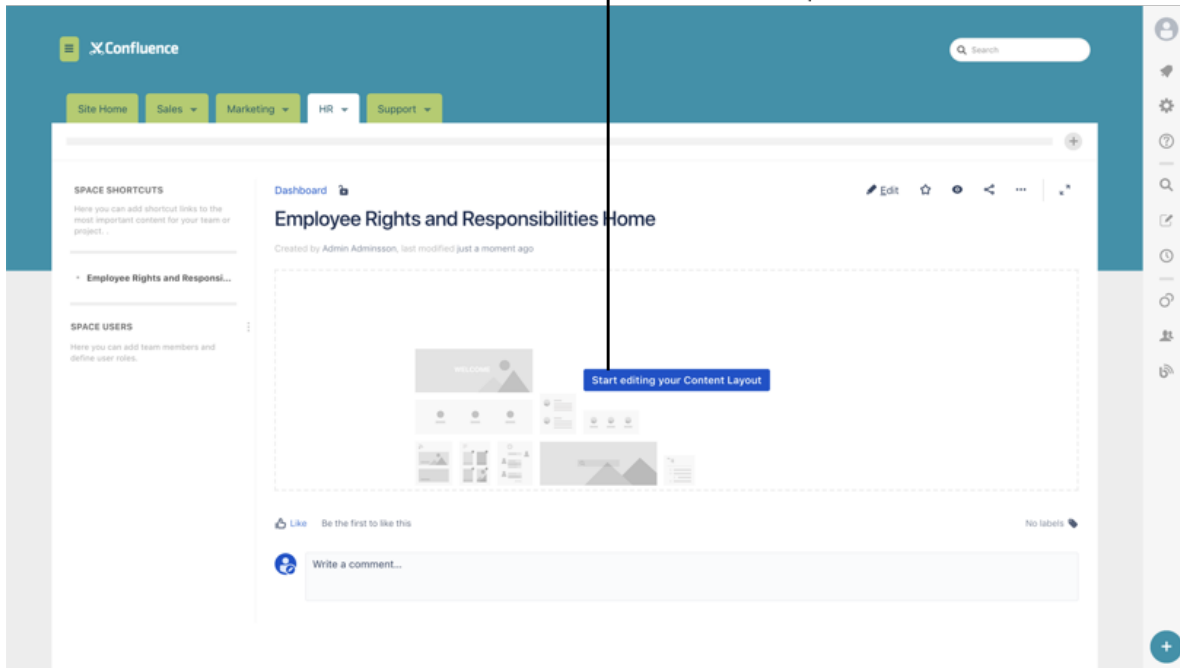 Confluence
Search
Site Home
Sales
Marketing
HR
Support
SPACE SHORTCUTS
Here you can add shortcut links to the
most important content for your team or
project. .
Employee Rights and Responsi...
SPACE USERS
Here you can add team members and
define user roles.
Dashboard
Edit
Employee Rights and Responsibilities Home
Created by Admin Adminsson, last modified just a moment ago
WELCOME
Start editing your Content Layout
Like
Be the first to like this
No labels
Write a comment...